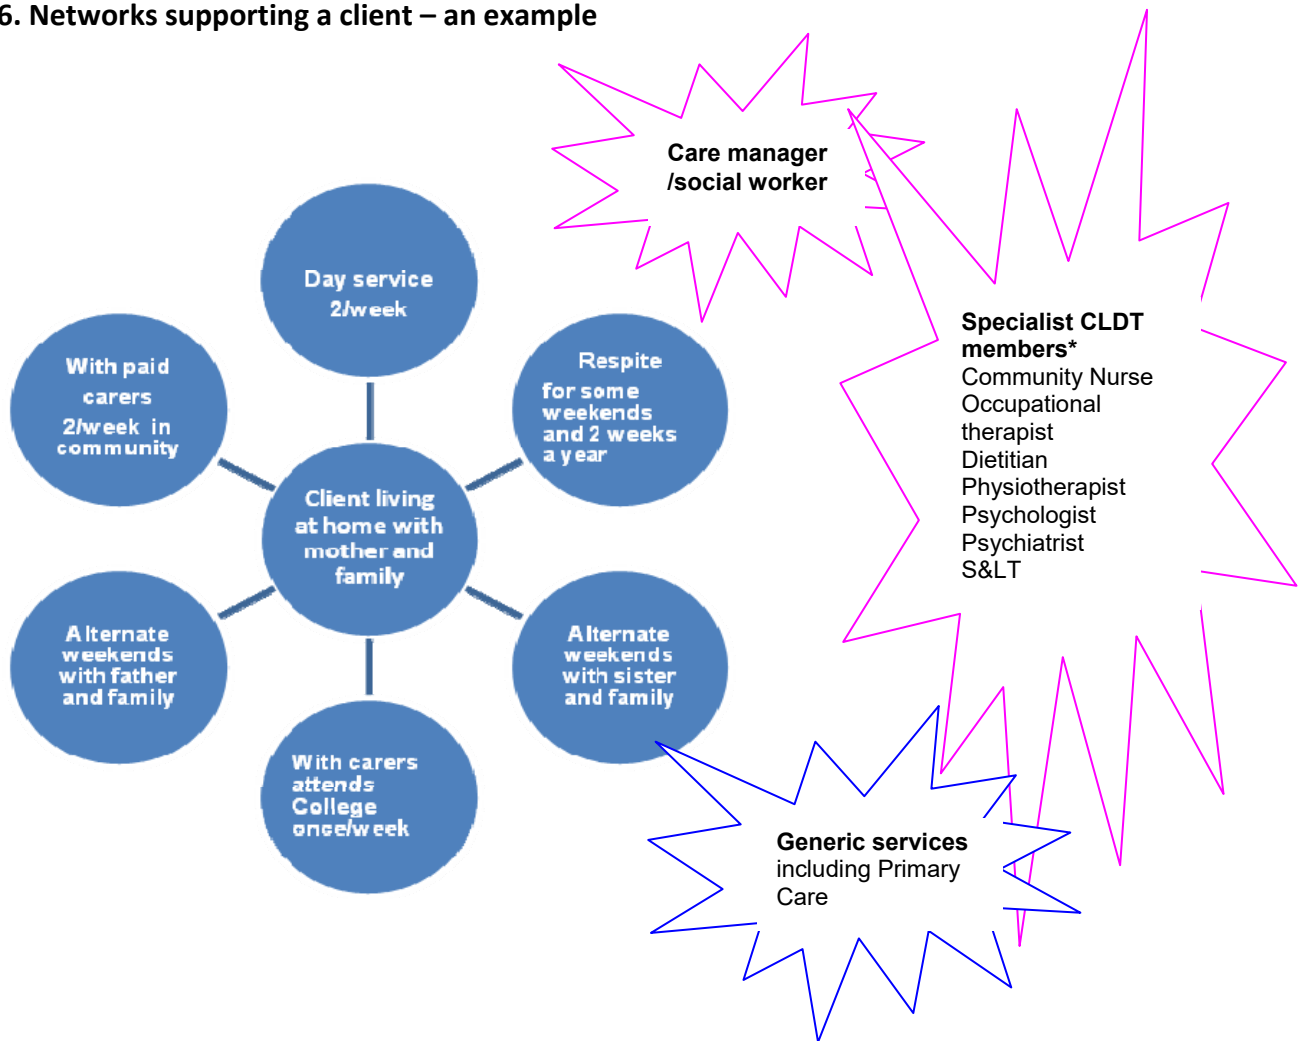 6. Networks supporting a client – an example
Care manager
/social worker
Day service
2/week
With paid
carers
2/week in
community
Respite
for some
weekends
and 2 weeks
a year
Specialist CLDT
members*
Community Nurse
Occupational
therapist
Dietitian
Physiotherapist
Psychologist
Psychiatrist
S&LT
Client living
at home with
mother and
family
Alternate
weekends
with father
and family
Alternate
weekends
with sister
and family
With carers
attends
College
once/week
Generic services
including Primary
Care